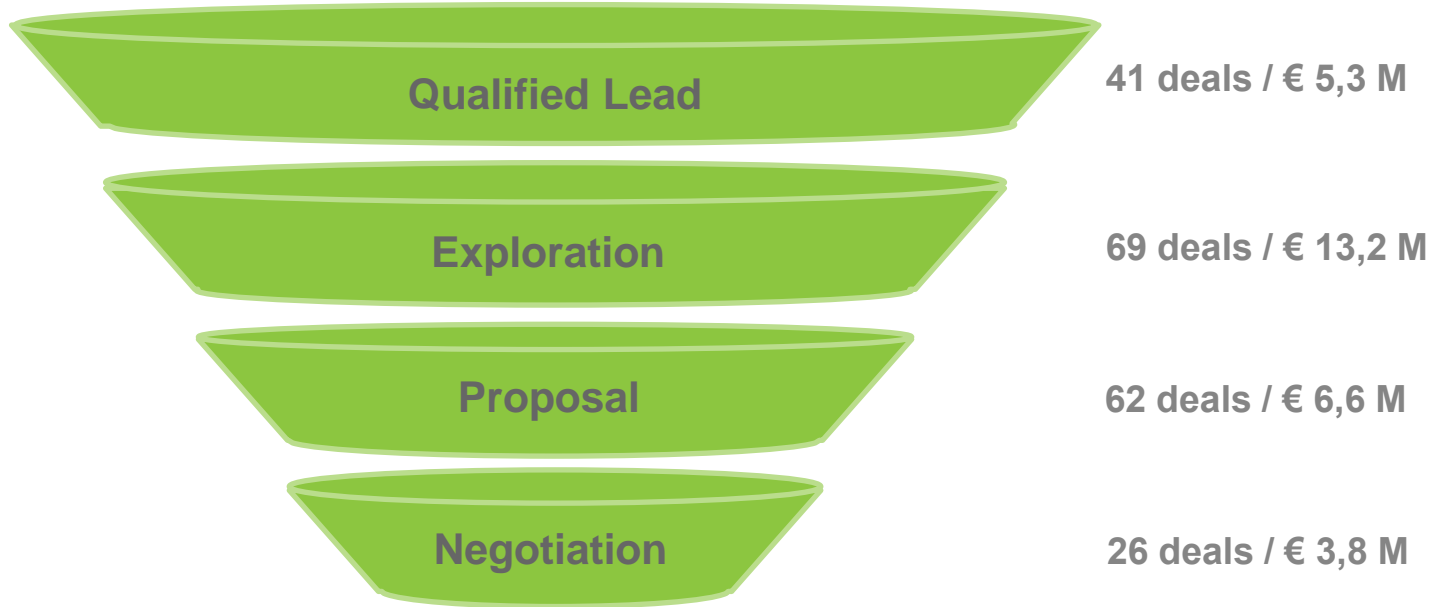 Qualified Lead
41 deals / € 5,3 M
Exploration
69 deals / € 13,2 M
Proposal
62 deals / € 6,6 M
Negotiation
26 deals / € 3,8 M